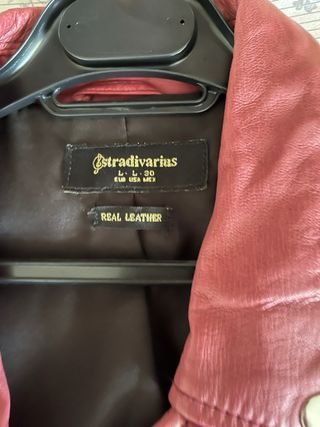 stradivarius
L · L · 30
EUR USA MEX
REAL LEATHER